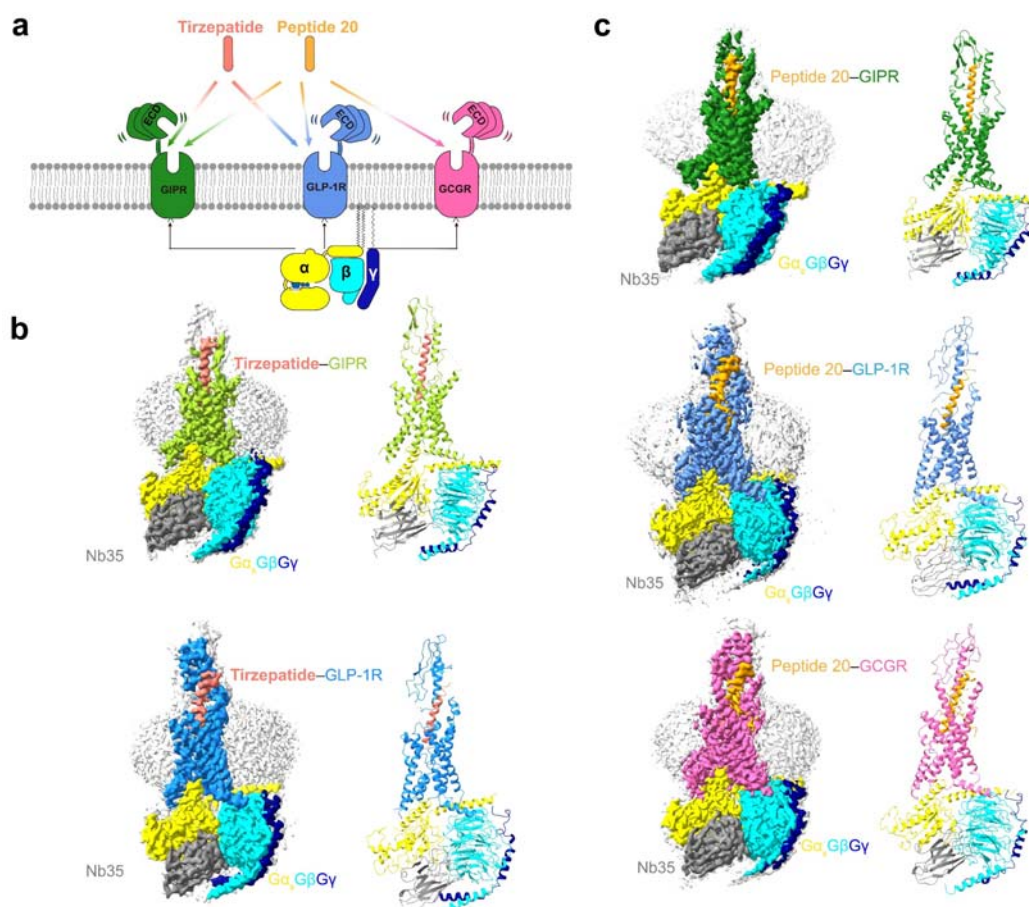 a
Tirzepatide Peptide 20
ECD ECD ECD
GIPR GLP-1R GCGR
α β γ
b
Tirzepatide–GIPR
Nb35
GαsGβGγ
Tirzepatide–GLP-1R
Nb35
GαsGβGγ
c
Peptide 20–GIPR
Nb35
GαsGβGγ
Peptide 20–GLP-1R
Nb35
GαsGβGγ
Peptide 20–GCGR
Nb35
GαsGβGγ